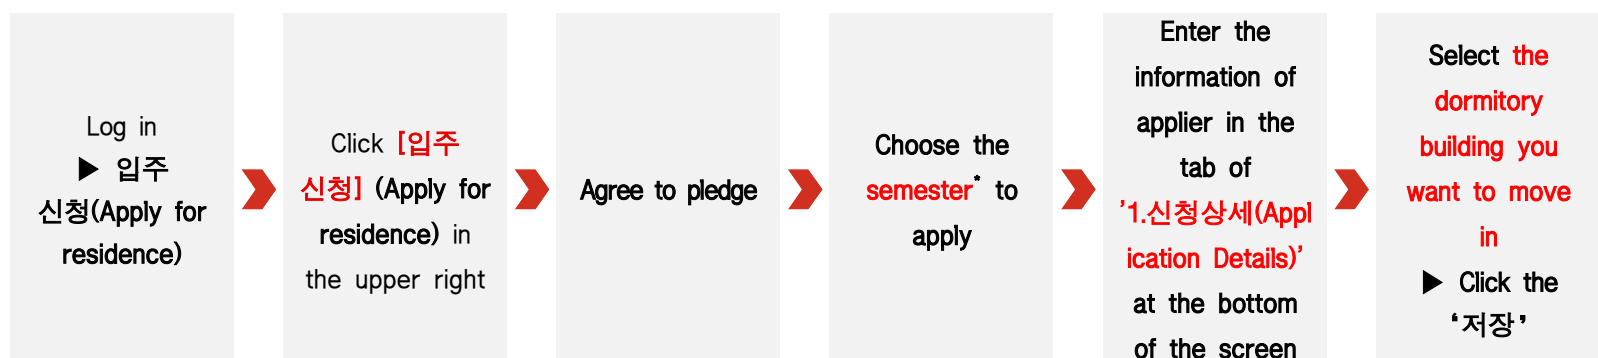 Log in
▶ 입주
신청(Apply for
residence)
Click [입주
신청] (Apply for
residence) in
the upper right
Agree to pledge
Choose the
semester* to
apply
Enter the
information of
applier in the
tab of
'1.신청상세(Appl
ication Details)'
at the bottom
of the screen
Select the
dormitory
building you
want to move
in
▶ Click the
‘저장’